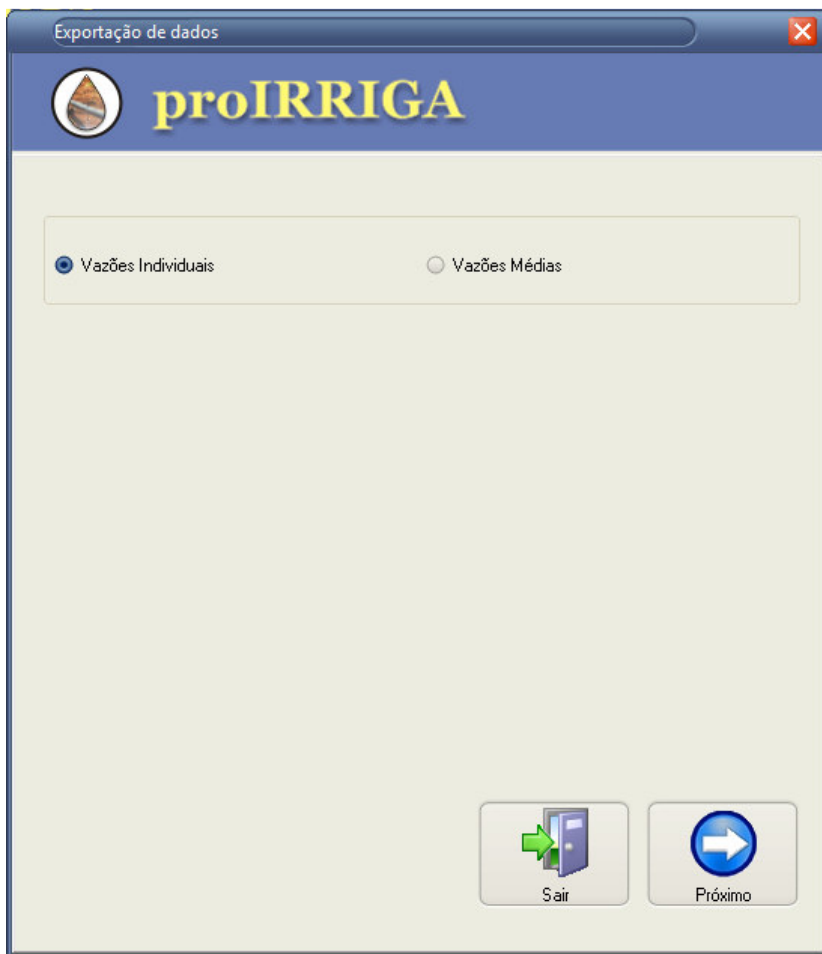 Exportação de dados
proIRRIGA
Vazões Individuais Vazões Médias
Sair Próximo